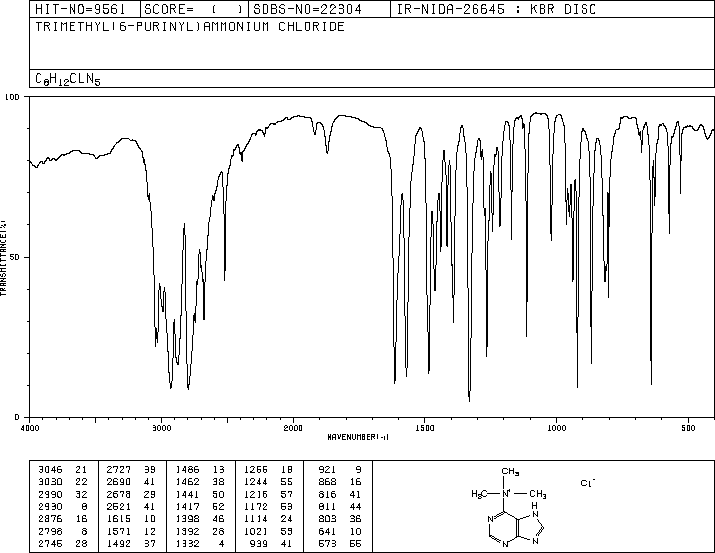 HIT-NO=9561 SCORE= ( ) SDBS-NO=22304 IR-NIDA-26645 : KBR DISC
TRIMETHYL(6-PURINYL)AMMONIUM CHLORIDE
C8H12CLN5
100
50
0
TRANSMITTANCE(%)
4000 3000 2000 1500 1000 500
WAVENUMBER(-1)
3046 21 2727 39 1486 13 1266 18 921 9
3030 22 2690 41 1462 38 1244 55 868 16
2990 32 2678 29 1441 50 1216 57 816 41
2930 8 2521 41 1417 52 1172 53 811 44
2876 16 1615 10 1398 46 1114 24 803 36
2798 8 1571 12 1392 28 1021 53 641 10
2745 28 1492 37 1332 4 939 41 573 55
CH3
H3C N+ CH3
Cl-
H
N N
N N